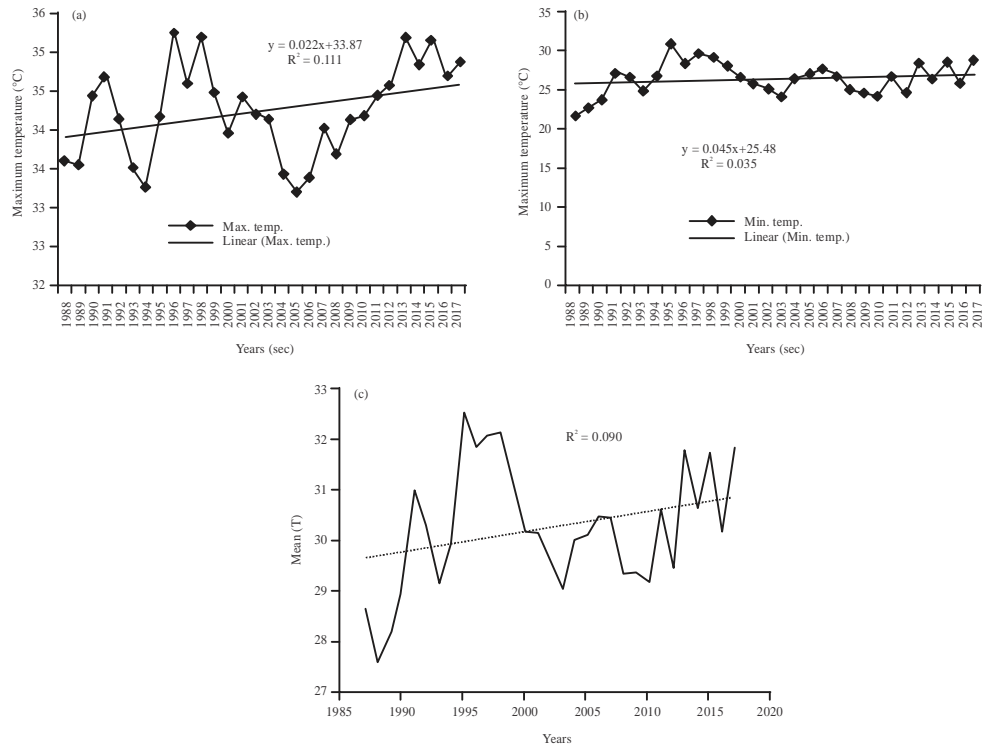 (a)
36
35
35
34
34
33
33
32
Maximum temperature (°C)
y = 0.022x+33.87
R² = 0.111
Max. temp.
Linear (Max. temp.)
1988 1989 1990 1991 1992 1993 1994 1995 1996 1997 1998 1999 2000 2001 2002 2003 2004 2005 2006 2007 2008 2009 2010 2011 2012 2013 2014 2015 2016 2017
Years (sec)
(b)
35
30
25
20
15
10
5
0
Maximum temperature (°C)
y = 0.045x+25.48
R² = 0.035
Min. temp.
Linear (Min. temp.)
1988 1989 1990 1991 1992 1993 1994 1995 1996 1997 1998 1999 2000 2001 2002 2003 2004 2005 2006 2007 2008 2009 2010 2011 2012 2013 2014 2015 2016 2017
Years (sec)
(c)
33
32
31
30
29
28
27
Mean (T)
R² = 0.090
1985 1990 1995 2000 2005 2010 2015 2020
Years